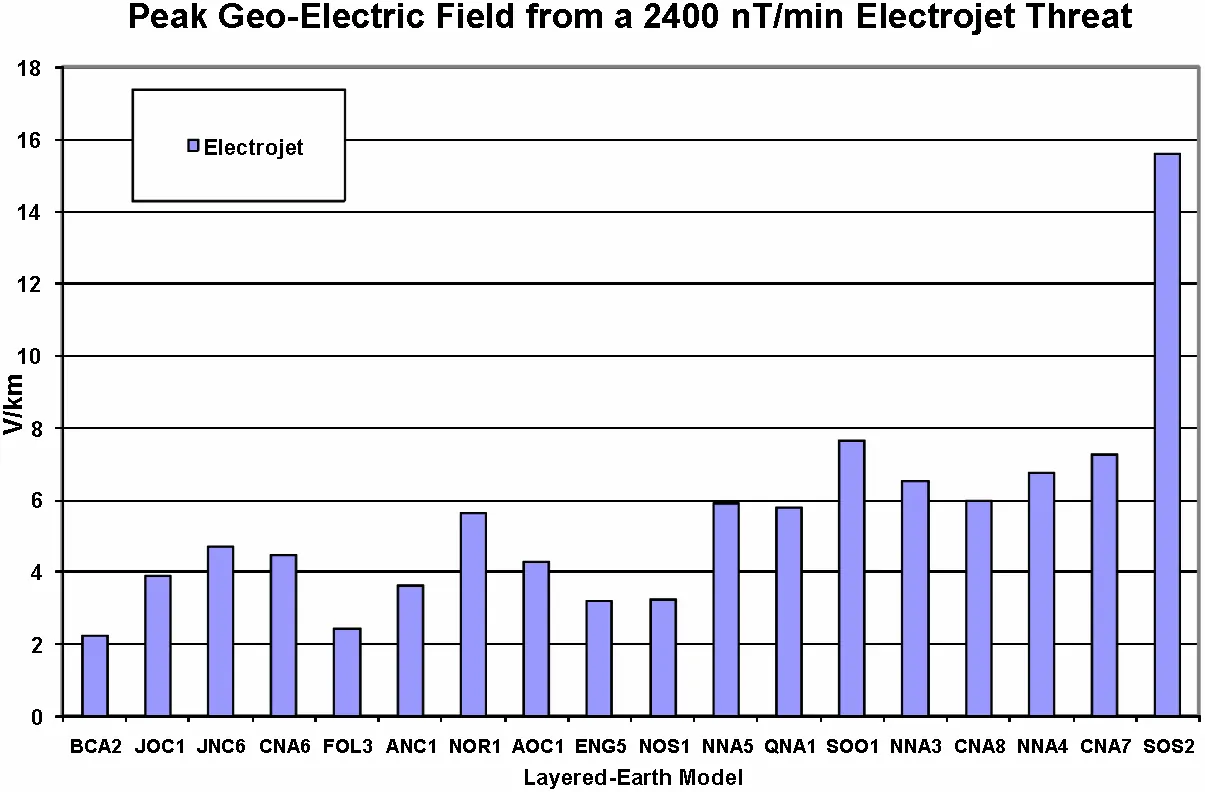 Peak Geo-Electric Field from a 2400 nT/min Electrojet Threat
18
16
14
12
10
8
6
4
2
0
V/km
Electrojet
BCA2 JOC1 JNC6 CNA6 FOL3 ANC1 NOR1 AOC1 ENG5 NOS1 NNA5 QNA1 SOO1 NNA3 CNA8 NNA4 CNA7 SOS2
Layered-Earth Model